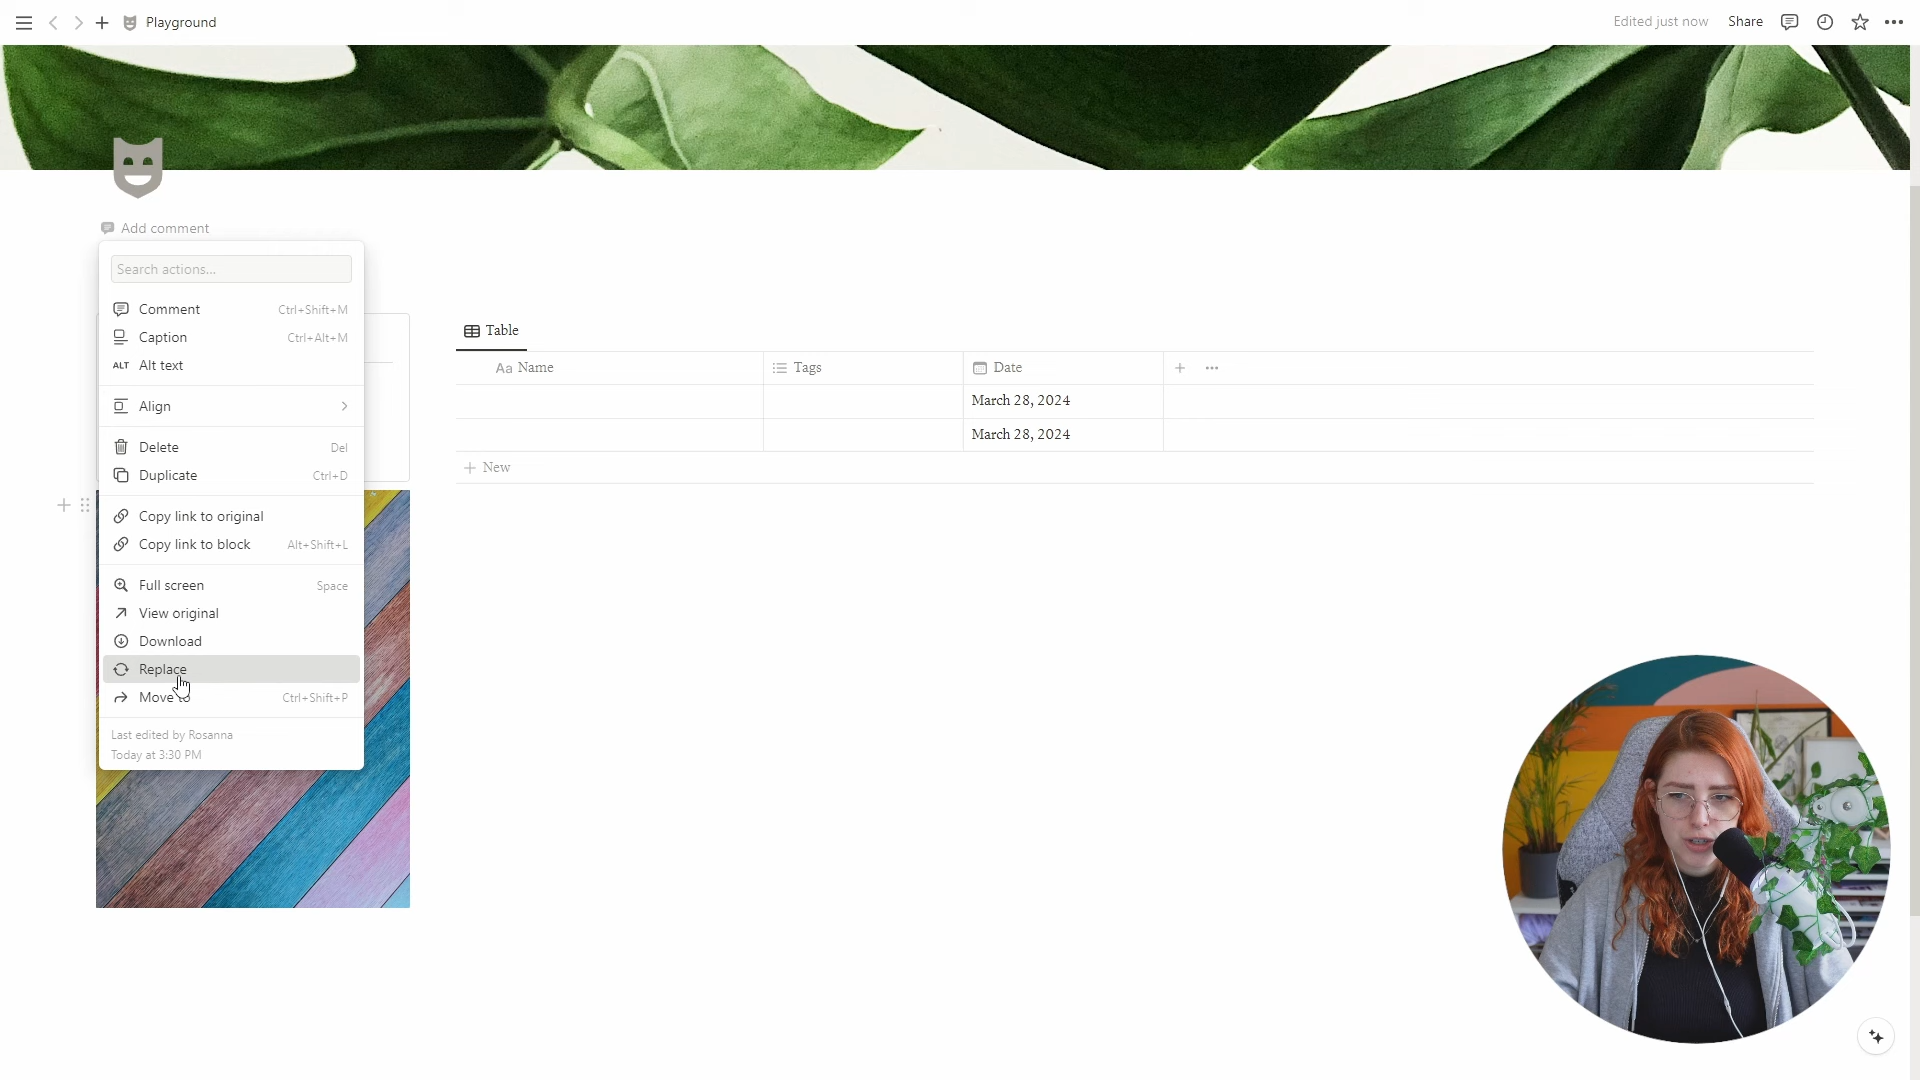 Playground
Edited just now
Share
Add comment
Search actions...
Comment Ctrl+Shift+M
Caption Ctrl+Alt+M
ALT Alt text
Align
Delete Del
Duplicate Ctrl+D
Copy link to original
Copy link to block Alt+Shift+L
Full screen Space
View original
Download
Replace
Move to Ctrl+Shift+P
Last edited by Rosanna
Today at 3:30 PM
Table
Aa Name Tags Date
March 28, 2024
March 28, 2024
New